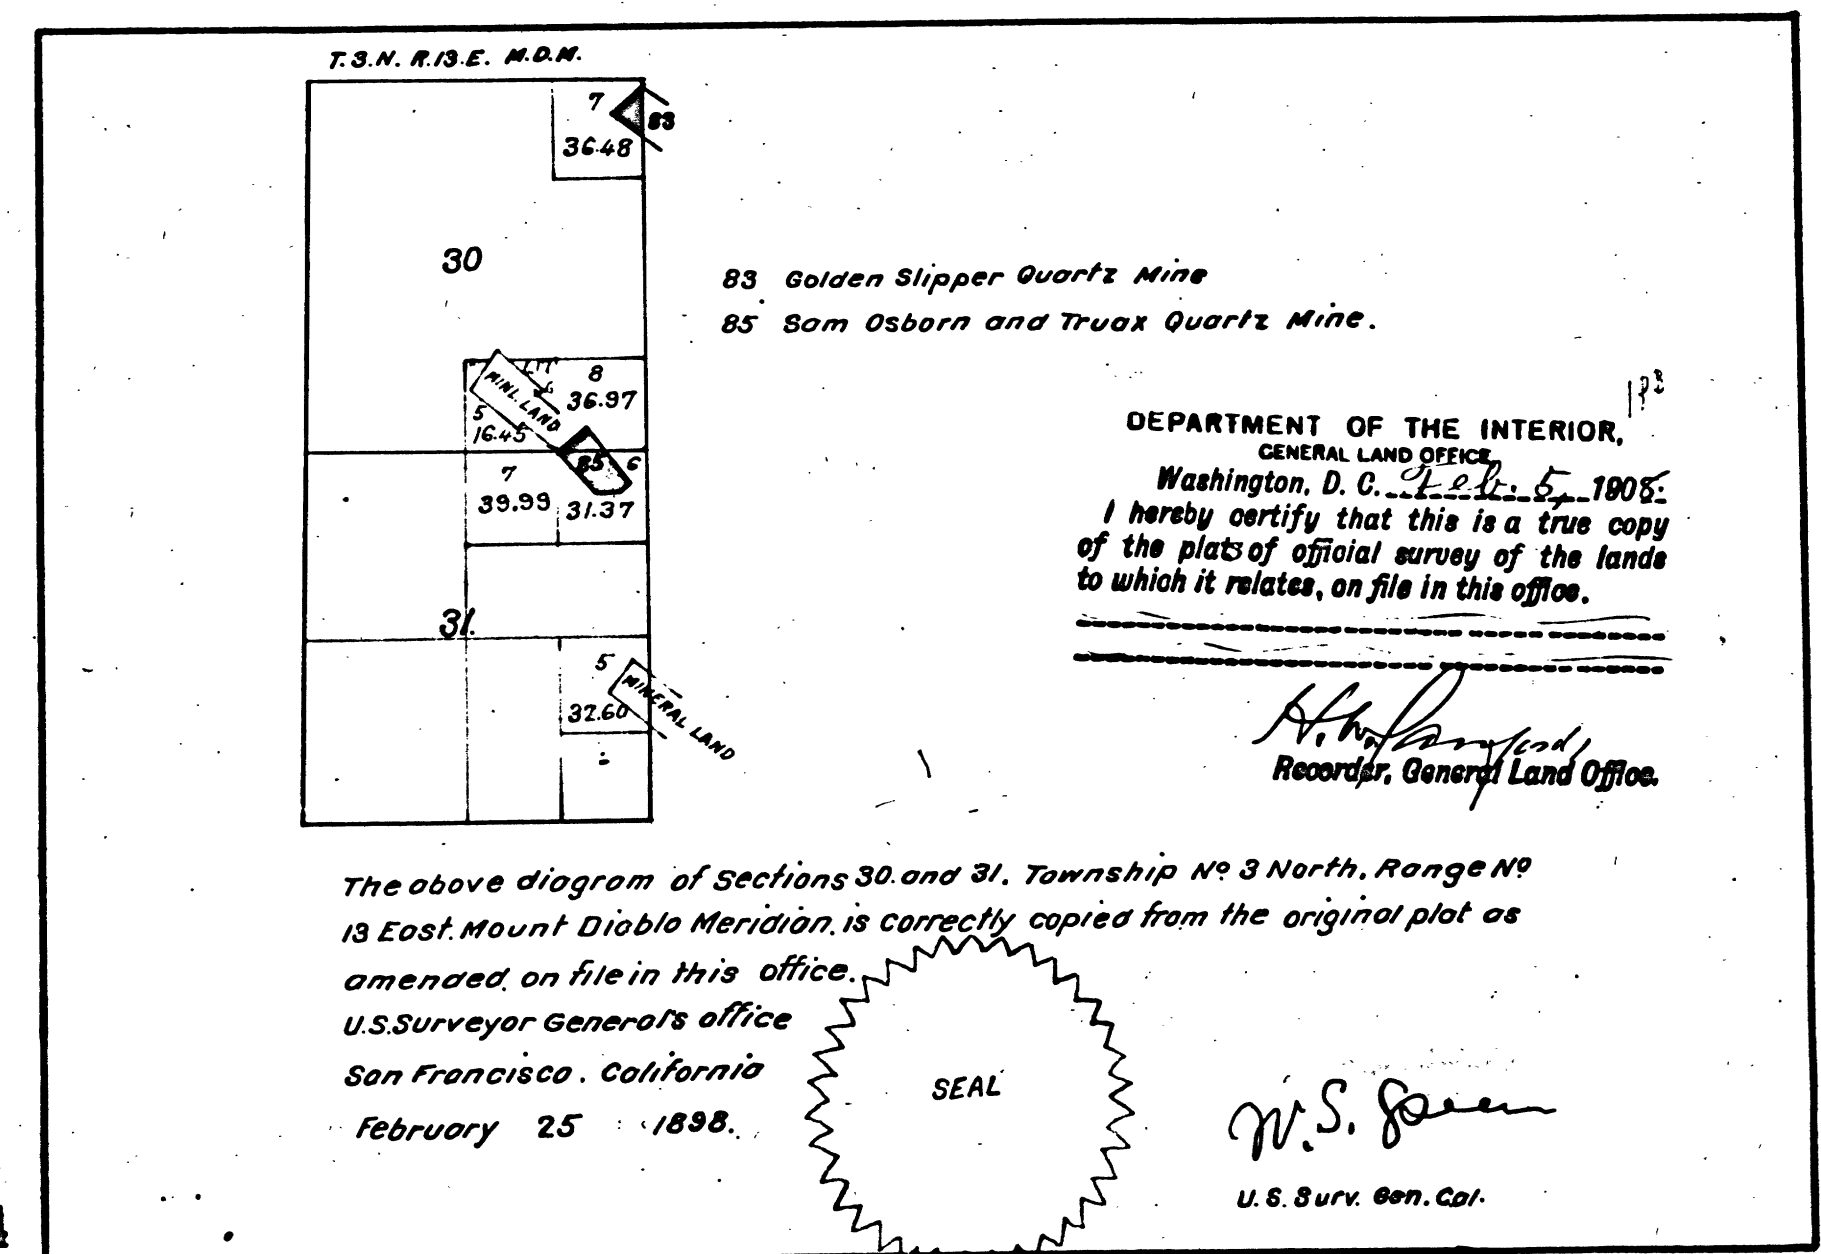 T. 3. N. R. 13. E. M. D. M.
7
83
36.48
30
83 Golden Slipper Quartz Mine
85 Sam Osborn and Truax Quartz Mine.
MINL. LAND
8
36.97
5
16.45
85
6
7
39.99
31.37
31.
5
MINERAL LAND
32.60
DEPARTMENT OF THE INTERIOR,
GENERAL LAND OFFICE,
Washington, D. C. Feb. 5, 1908.
I hereby certify that this is a true copy
of the plats of official survey of the lands
to which it relates, on file in this office.
Recorder, General Land Office.
The above diagram of Sections 30. and 31. Township Nº 3 North. Range Nº
13 East. Mount Diablo Meridian. is correctly copied from the original plat as
amended. on file in this office.
U.S. Surveyor General's office
San Francisco. California
February 25 1898.
SEAL
W. S. Green
U. S. Surv. Gen. Cal.